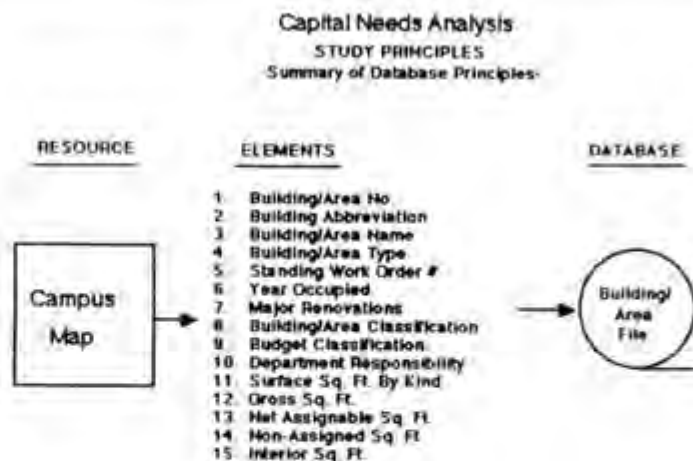 Capital Needs Analysis
STUDY PRINCIPLES
Summary of Database Principles-
RESOURCE
ELEMENTS
DATABASE
Campus
Map
1 Building/Area No
2 Building Abbreviation
3 Building/Area Name
4 Building/Area Type
5 Standing Work Order #
6 Year Occupied
7 Major Renovations
8 Building/Area Classification
9 Budget Classification
10 Department Responsibility
11 Surface Sq. Ft. By Kind
12 Gross Sq. Ft.
13 Net Assignable Sq. Ft
14 Non-Assigned Sq. Ft
15 Interior Sq. Ft.
Building/
Area
File